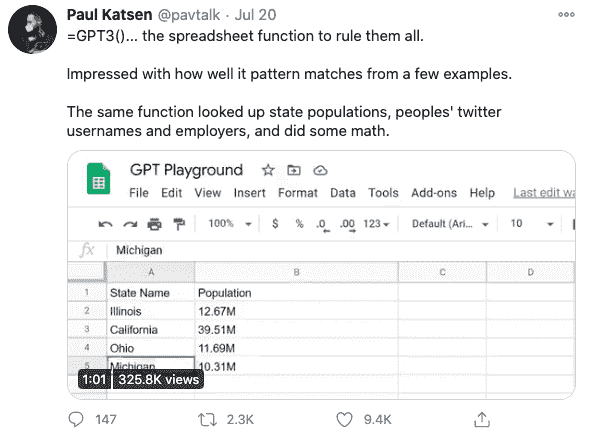 Paul Katsen @pavtalk · Jul 20
=GPT3()... the spreadsheet function to rule them all.
Impressed with how well it pattern matches from a few examples.
The same function looked up state populations, peoples' twitter
usernames and employers, and did some math.
GPT Playground
File Edit View Insert Format Data Tools Add-ons Help Last edit wa
100% $ % .0 .00 123 Default (Ari... 10
fx Michigan
A B C D
1 State Name Population
2 Illinois 12.67M
3 California 39.51M
4 Ohio 11.69M
5 Michigan 10.31M
1:01 325.8K views
147 2.3K 9.4K